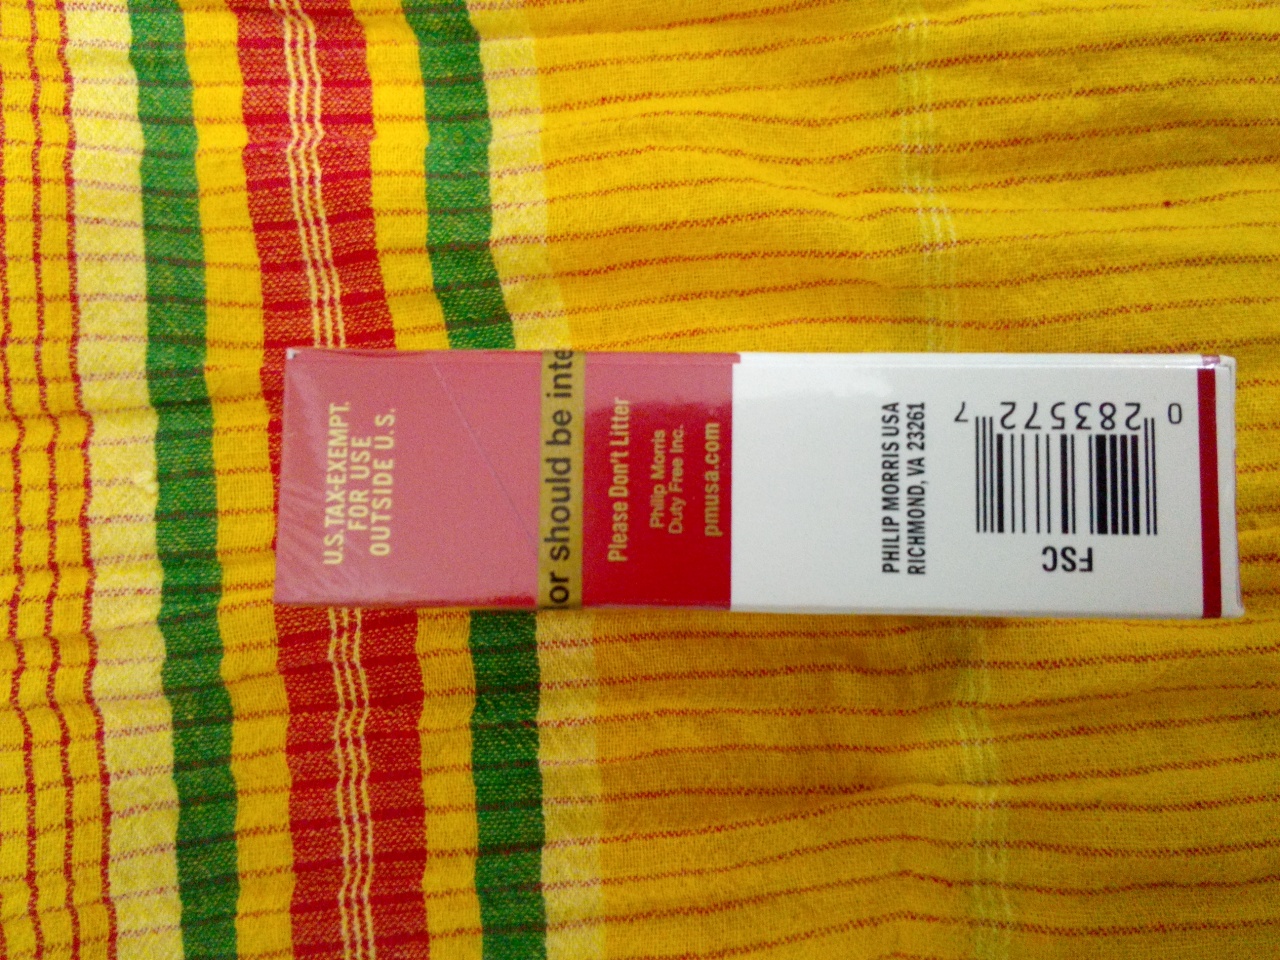 U.S. TAX-EXEMPT.
FOR USE
OUTSIDE U.S.
lor should be inte
Please Don't Litter
Philip Morris
Duty Free Inc.
pmusa.com
PHILIP MORRIS USA
RICHMOND, VA 23261
FSC
0 283572 7